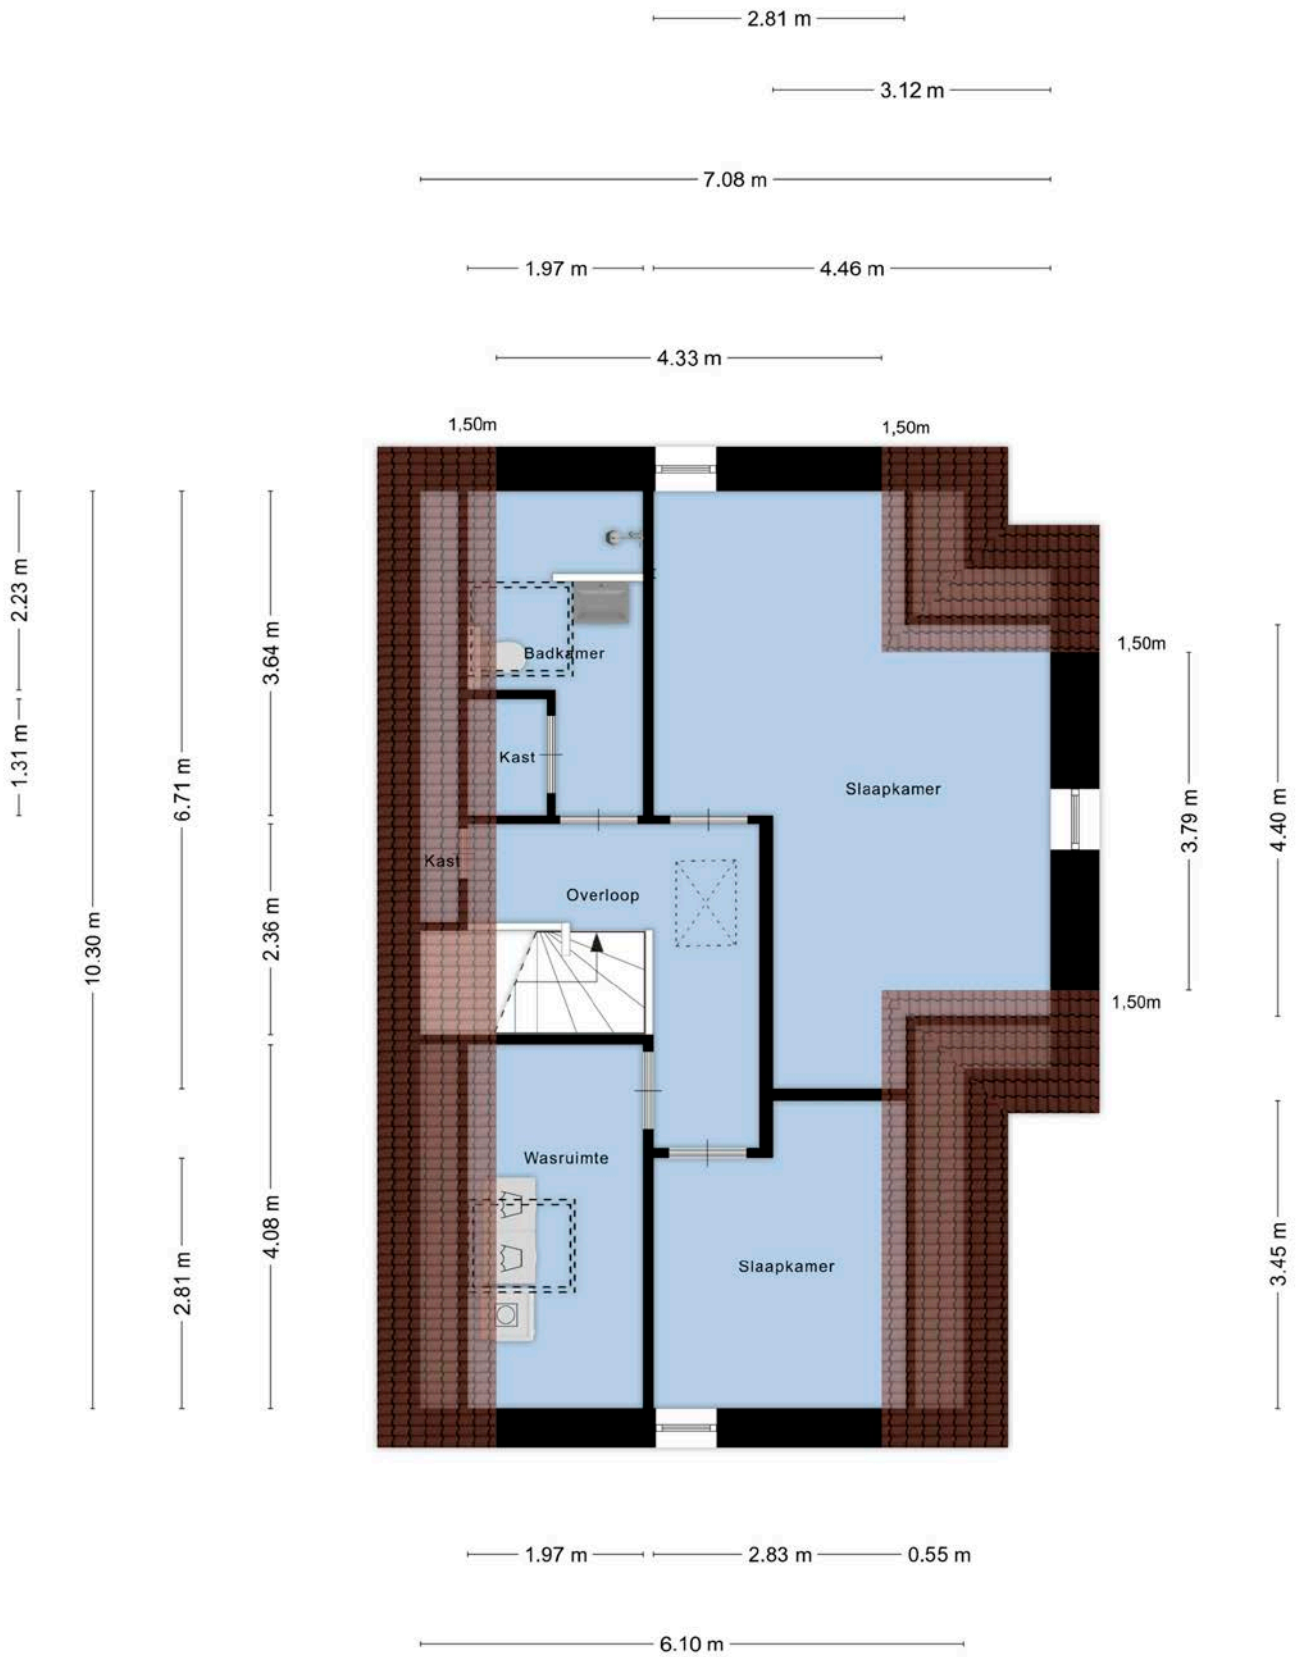 2.81 m
3.12 m
7.08 m
1.97 m
4.46 m
4.33 m
1,50m
1,50m
2.23 m
3.64 m
Badkamer
1,50m
1.31 m
6.71 m
Kast
Slaapkamer
3.79 m
4.40 m
Kast
Overloop
10.30 m
2.36 m
1,50m
Wasruimte
4.08 m
2.81 m
Slaapkamer
3.45 m
1.97 m
2.83 m
0.55 m
6.10 m